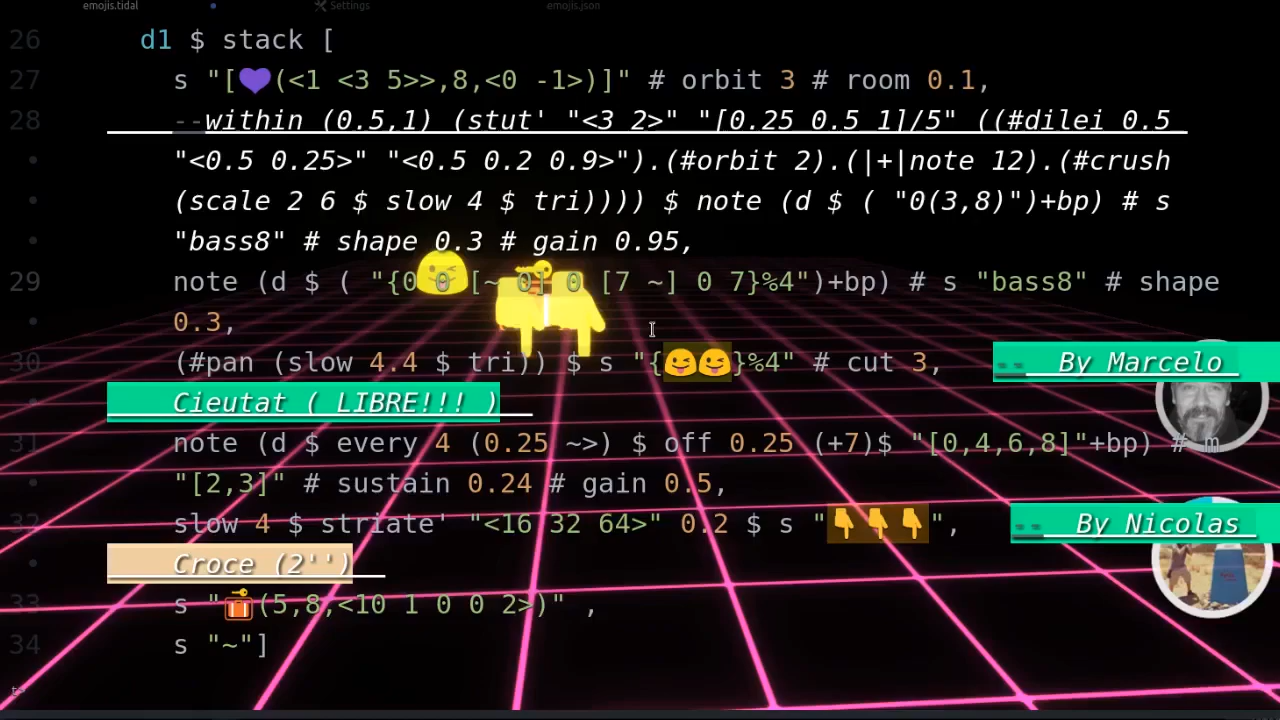 emojis.tidal Settings emojis.json
26 d1 $ stack [
27 s "[💜(<1 <3 5>>,8,<0 -1>)]" # orbit 3 # room 0.1,
28 --within (0.5,1) (stut' "<3 2>" "[0.25 0.5 1]/5" ((#dilei 0.5
"<0.5 0.25>" "<0.5 0.2 0.9>").(#orbit 2).(|+|note 12).(#crush
(scale 2 6 $ slow 4 $ tri)))) $ note (d $ ( "0(3,8)")+bp) # s
"bass8" # shape 0.3 # gain 0.95,
29 note (d $ ( "{0 0 [~ 0] 0 [7 ~] 0 7}%4")+bp) # s "bass8" # shape
0.3,
30 (#pan (slow 4.4 $ tri)) $ s "{😜😜}%4" # cut 3, -- By Marcelo
Cieutat ( LIBRE!!! )
31 note (d $ every 4 (0.25 ~>) $ off 0.25 (+7)$ "[0,4,6,8]"+bp) # m
"[2,3]" # sustain 0.24 # gain 0.5,
32 slow 4 $ striate' "<16 32 64>" 0.2 $ s "👇👇👇", -- By Nicolas
Croce (2'')
33 s "🛅(5,8,<10 1 0 0 2>)" ,
34 s "~"]